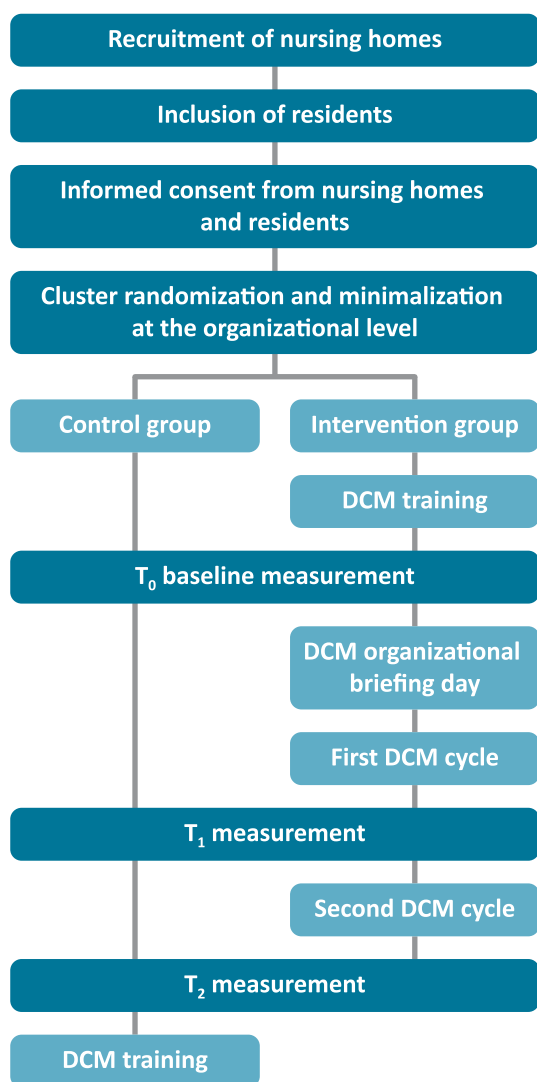 Recruitment of nursing homes
Inclusion of residents
Informed consent from nursing homes
and residents
Cluster randomization and minimalization
at the organizational level
Control group
Intervention group
DCM training
T₀ baseline measurement
DCM organizational
briefing day
First DCM cycle
T₁ measurement
Second DCM cycle
T₂ measurement
DCM training